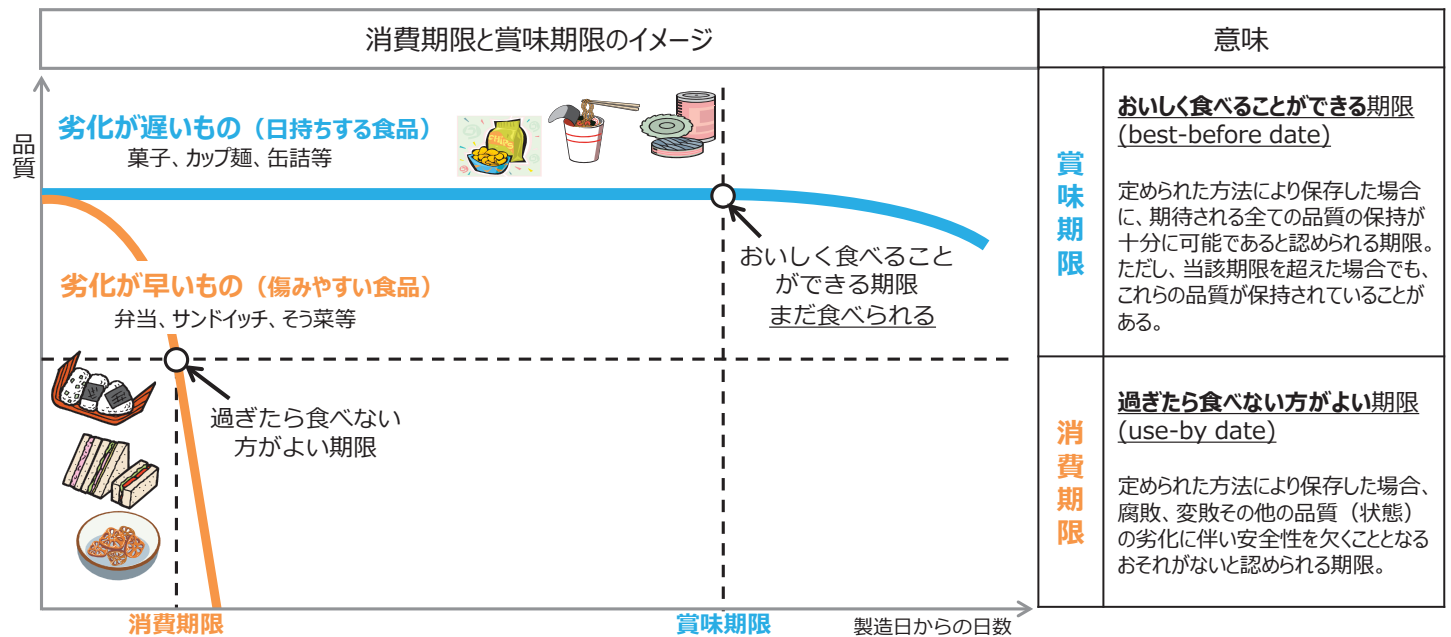 消費期限と賞味期限のイメージ
意味
品質
劣化が遅いもの（日持ちする食品）
菓子、カップ麺、缶詰等
CHIPS
おいしく食べること
ができる期限
まだ食べられる
劣化が早いもの（傷みやすい食品）
弁当、サンドイッチ、そう菜等
過ぎたら食べない
方がよい期限
消費期限
賞味期限
製造日からの日数
賞味期限
おいしく食べることができる期限
(best-before date)
定められた方法により保存した場合
に、期待される全ての品質の保持が
十分に可能であると認められる期限。
ただし、当該期限を超えた場合でも、
これらの品質が保持されていることが
ある。
消費期限
過ぎたら食べない方がよい期限
(use-by date)
定められた方法により保存した場合、
腐敗、変敗その他の品質（状態）
の劣化に伴い安全性を欠くこととなる
おそれがないと認められる期限。